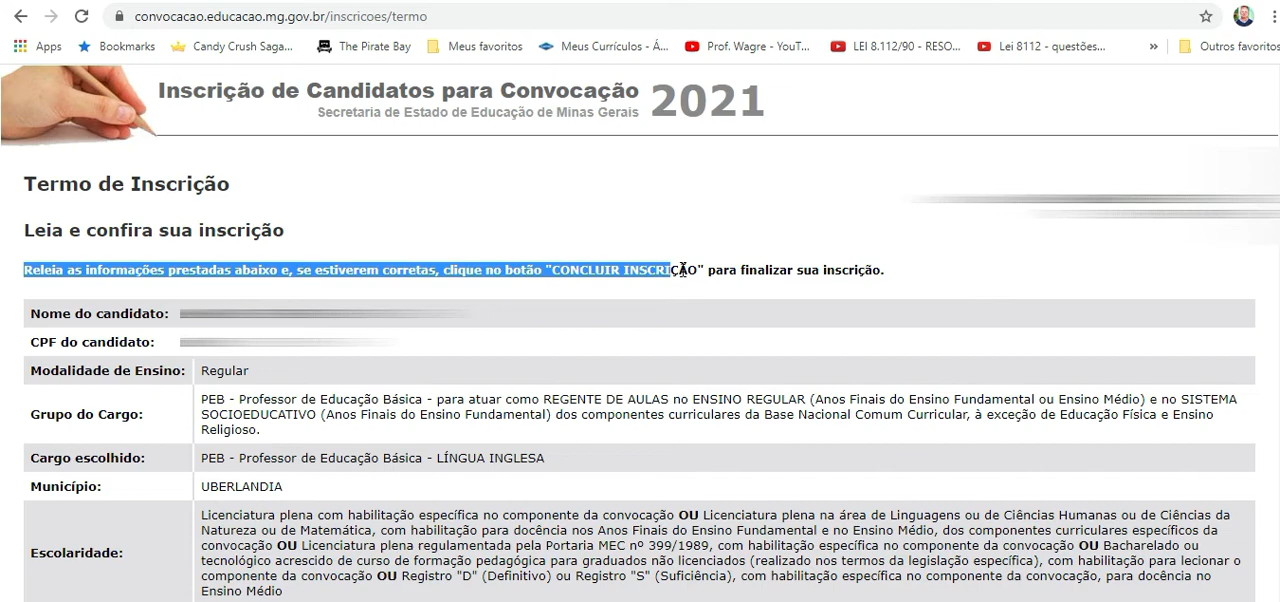 convocacao.educacao.mg.gov.br/inscricoes/termo
Apps Bookmarks Candy Crush Saga... The Pirate Bay Meus favoritos Meus Currículos - Á... Prof. Wagre - YouT... LEI 8.112/90 - RESO... Lei 8112 - questões... » Outros favoritos
Inscrição de Candidatos para Convocação 2021
Secretaria de Estado de Educação de Minas Gerais
Termo de Inscrição
Leia e confira sua inscrição
Releia as informações prestadas abaixo e, se estiverem corretas, clique no botão "CONCLUIR INSCRIÇÃO" para finalizar sua inscrição.
Nome do candidato:
CPF do candidato:
Modalidade de Ensino: Regular
Grupo do Cargo: PEB - Professor de Educação Básica - para atuar como REGENTE DE AULAS no ENSINO REGULAR (Anos Finais do Ensino Fundamental ou Ensino Médio) e no SISTEMA
SOCIOEDUCATIVO (Anos Finais do Ensino Fundamental) dos componentes curriculares da Base Nacional Comum Curricular, à exceção de Educação Física e Ensino
Religioso.
Cargo escolhido: PEB - Professor de Educação Básica - LÍNGUA INGLESA
Município: UBERLANDIA
Escolaridade: Licenciatura plena com habilitação específica no componente da convocação OU Licenciatura plena na área de Linguagens ou de Ciências Humanas ou de Ciências da
Natureza ou de Matemática, com habilitação para docência nos Anos Finais do Ensino Fundamental e no Ensino Médio, dos componentes curriculares específicos da
convocação OU Licenciatura plena regulamentada pela Portaria MEC nº 399/1989, com habilitação específica no componente da convocação OU Bacharelado ou
tecnológico acrescido de curso de formação pedagógica para graduados não licenciados (realizado nos termos da legislação específica), com habilitação para lecionar o
componente da convocação OU Registro "D" (Definitivo) ou Registro "S" (Suficiência), com habilitação específica no componente da convocação, para docência no
Ensino Médio